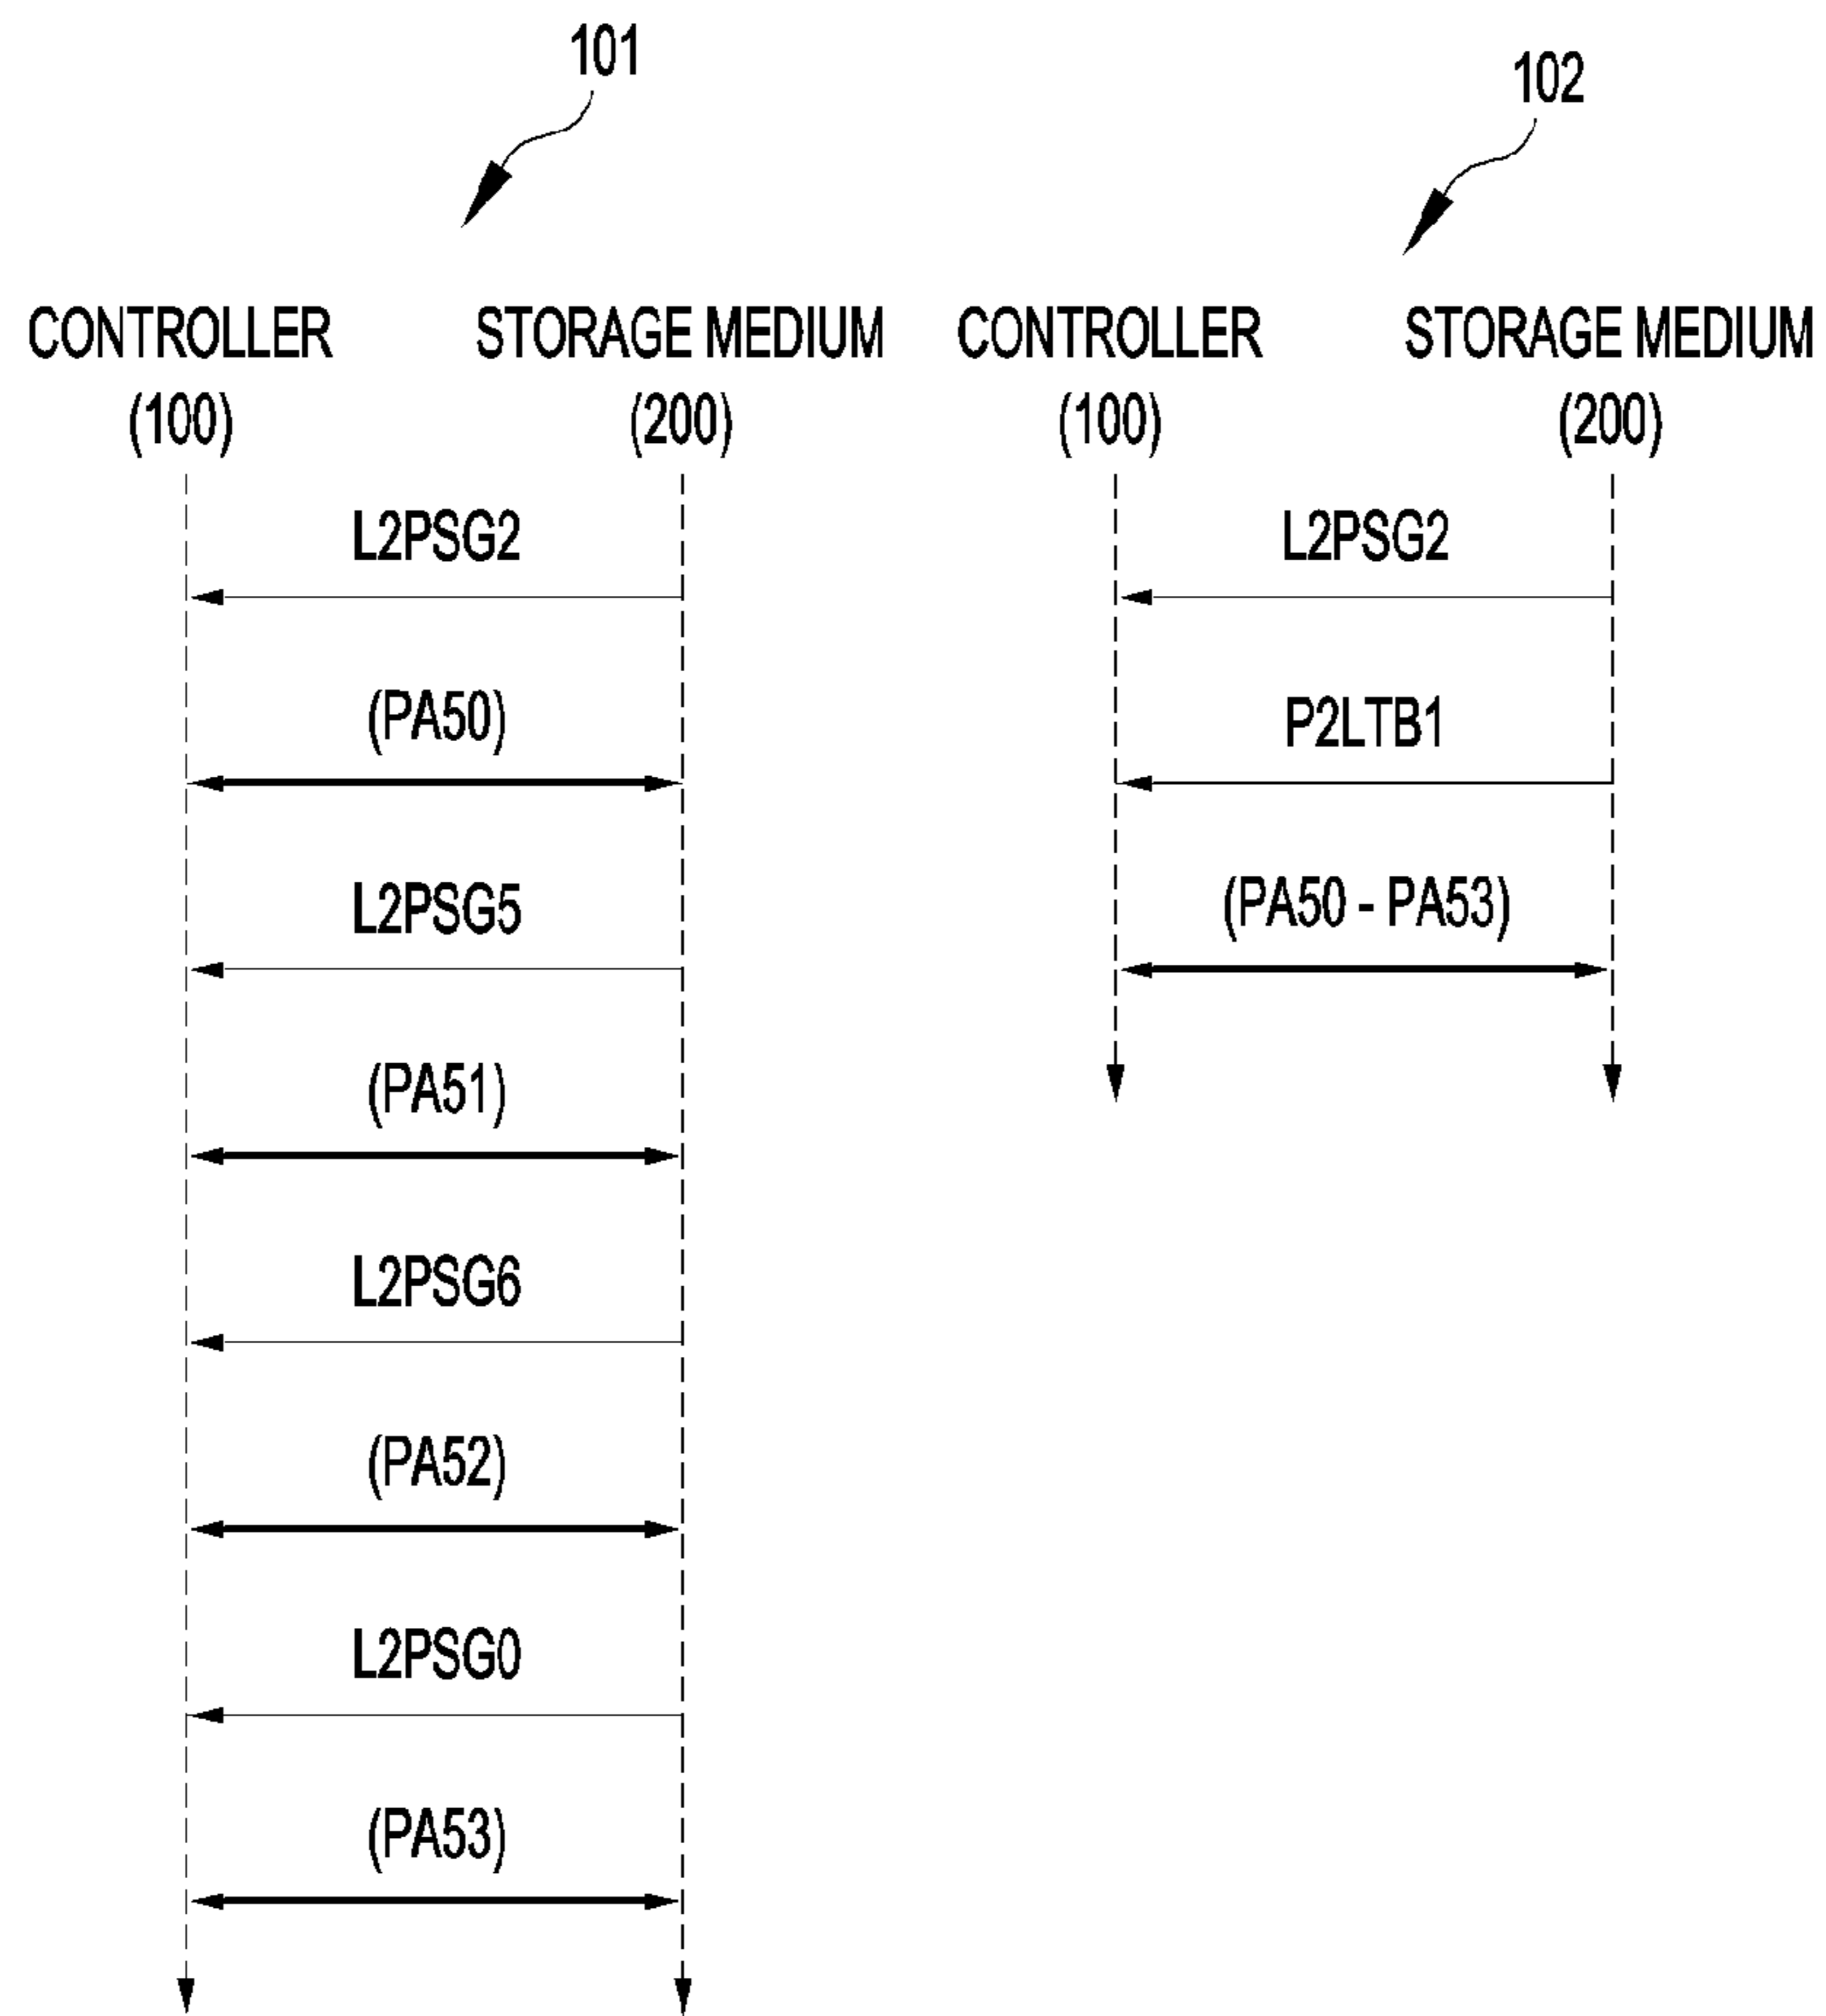 101
CONTROLLER
(100)
STORAGE MEDIUM
(200)
L2PSG2
(PA50)
L2PSG5
(PA51)
L2PSG6
(PA52)
L2PSG0
(PA53)
102
CONTROLLER
(100)
STORAGE MEDIUM
(200)
L2PSG2
P2LTB1
(PA50 - PA53)